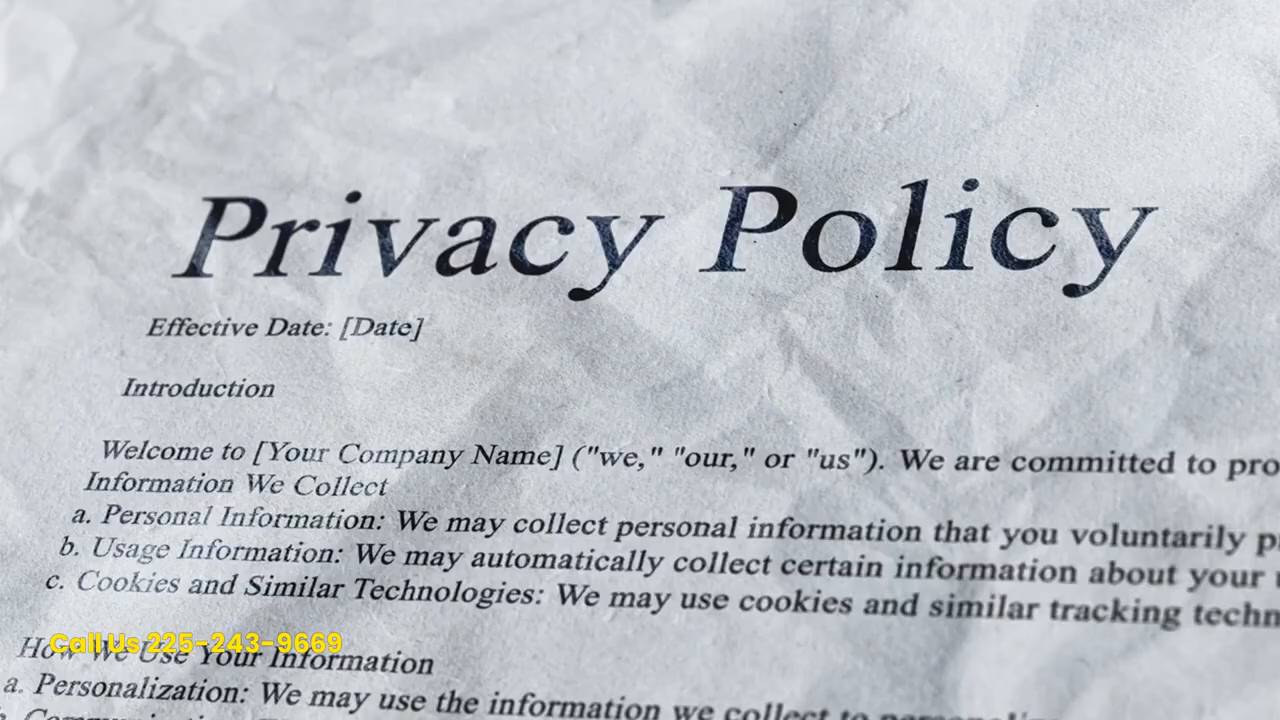 Privacy Policy
Effective Date: [Date]
Introduction
Welcome to [Your Company Name] ("we," "our," or "us"). We are committed to pro
Information We Collect
a. Personal Information: We may collect personal information that you voluntarily p
b. Usage Information: We may automatically collect certain information about your
c. Cookies and Similar Technologies: We may use cookies and similar tracking techn
Call Us 225-243-9669
How We Use Your Information
a. Personalization: We may use the information we collect to